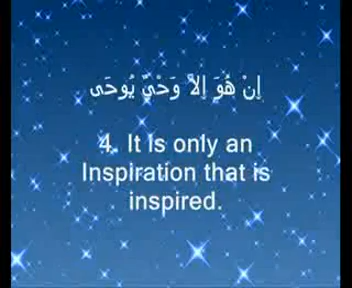 إِنْ هُوَ إِلَّا وَحْيٌ يُوحَى
4. It is only an
Inspiration that is
inspired.